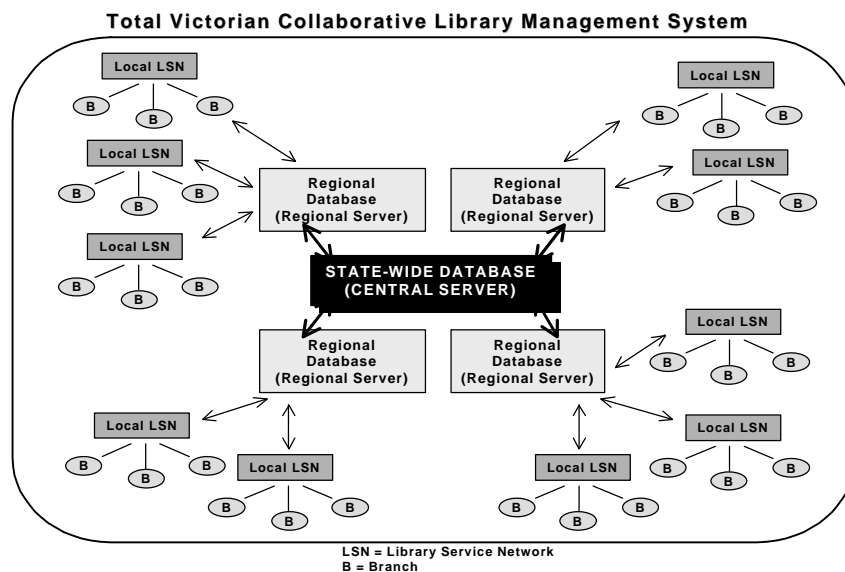 Total Victorian Collaborative Library Management System
Local LSN
B
B
B
Local LSN
B
B
B
Local LSN
B
B
B
Regional
Database
(Regional Server)
Regional
Database
(Regional Server)
Local LSN
B
B
B
Local LSN
B
B
B
STATE-WIDE DATABASE
(CENTRAL SERVER)
Regional
Database
(Regional Server)
Regional
Database
(Regional Server)
Local LSN
B
B
B
Local LSN
B
B
B
Local LSN
B
B
B
Local LSN
B
B
B
Local LSN
B
B
B
LSN = Library Service Network
B = Branch